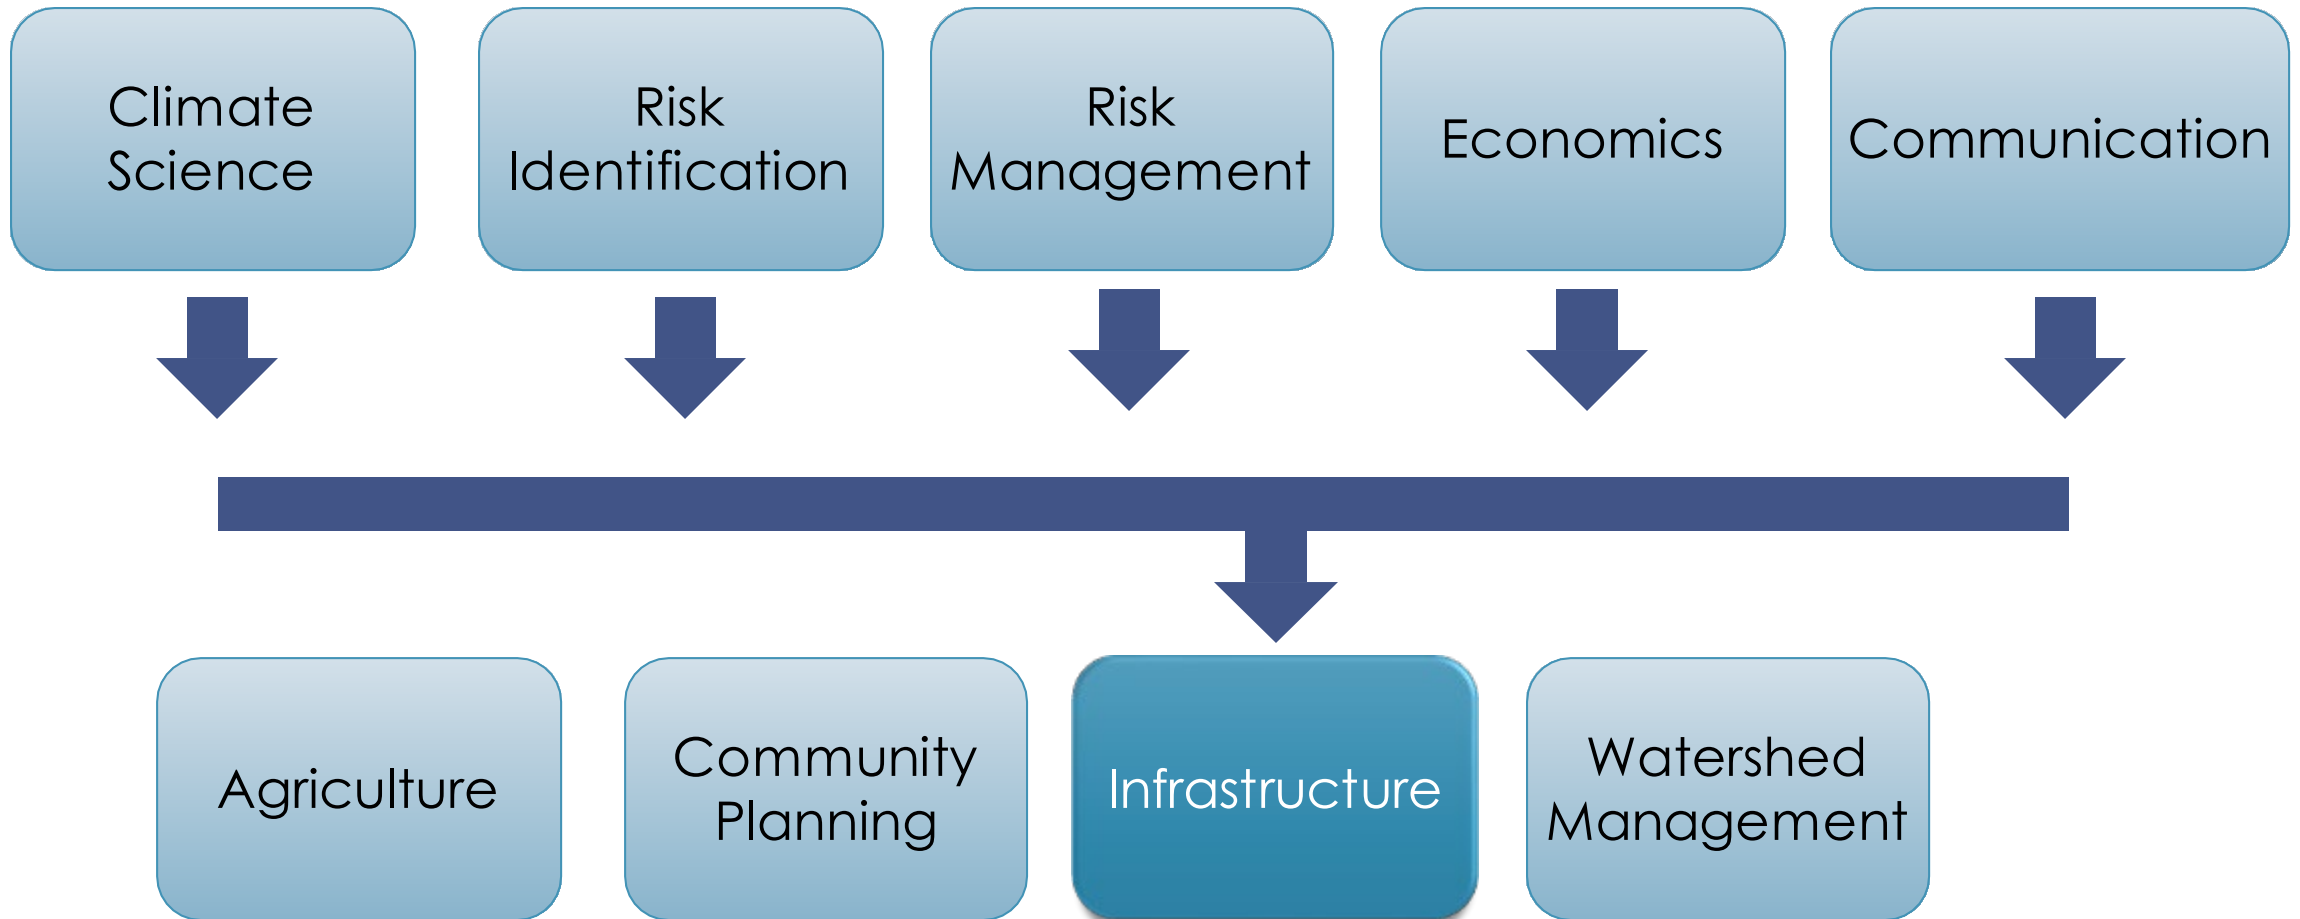 Climate
Science
Risk
Identification
Risk
Management
Economics
Communication
Agriculture
Community
Planning
Infrastructure
Watershed
Management